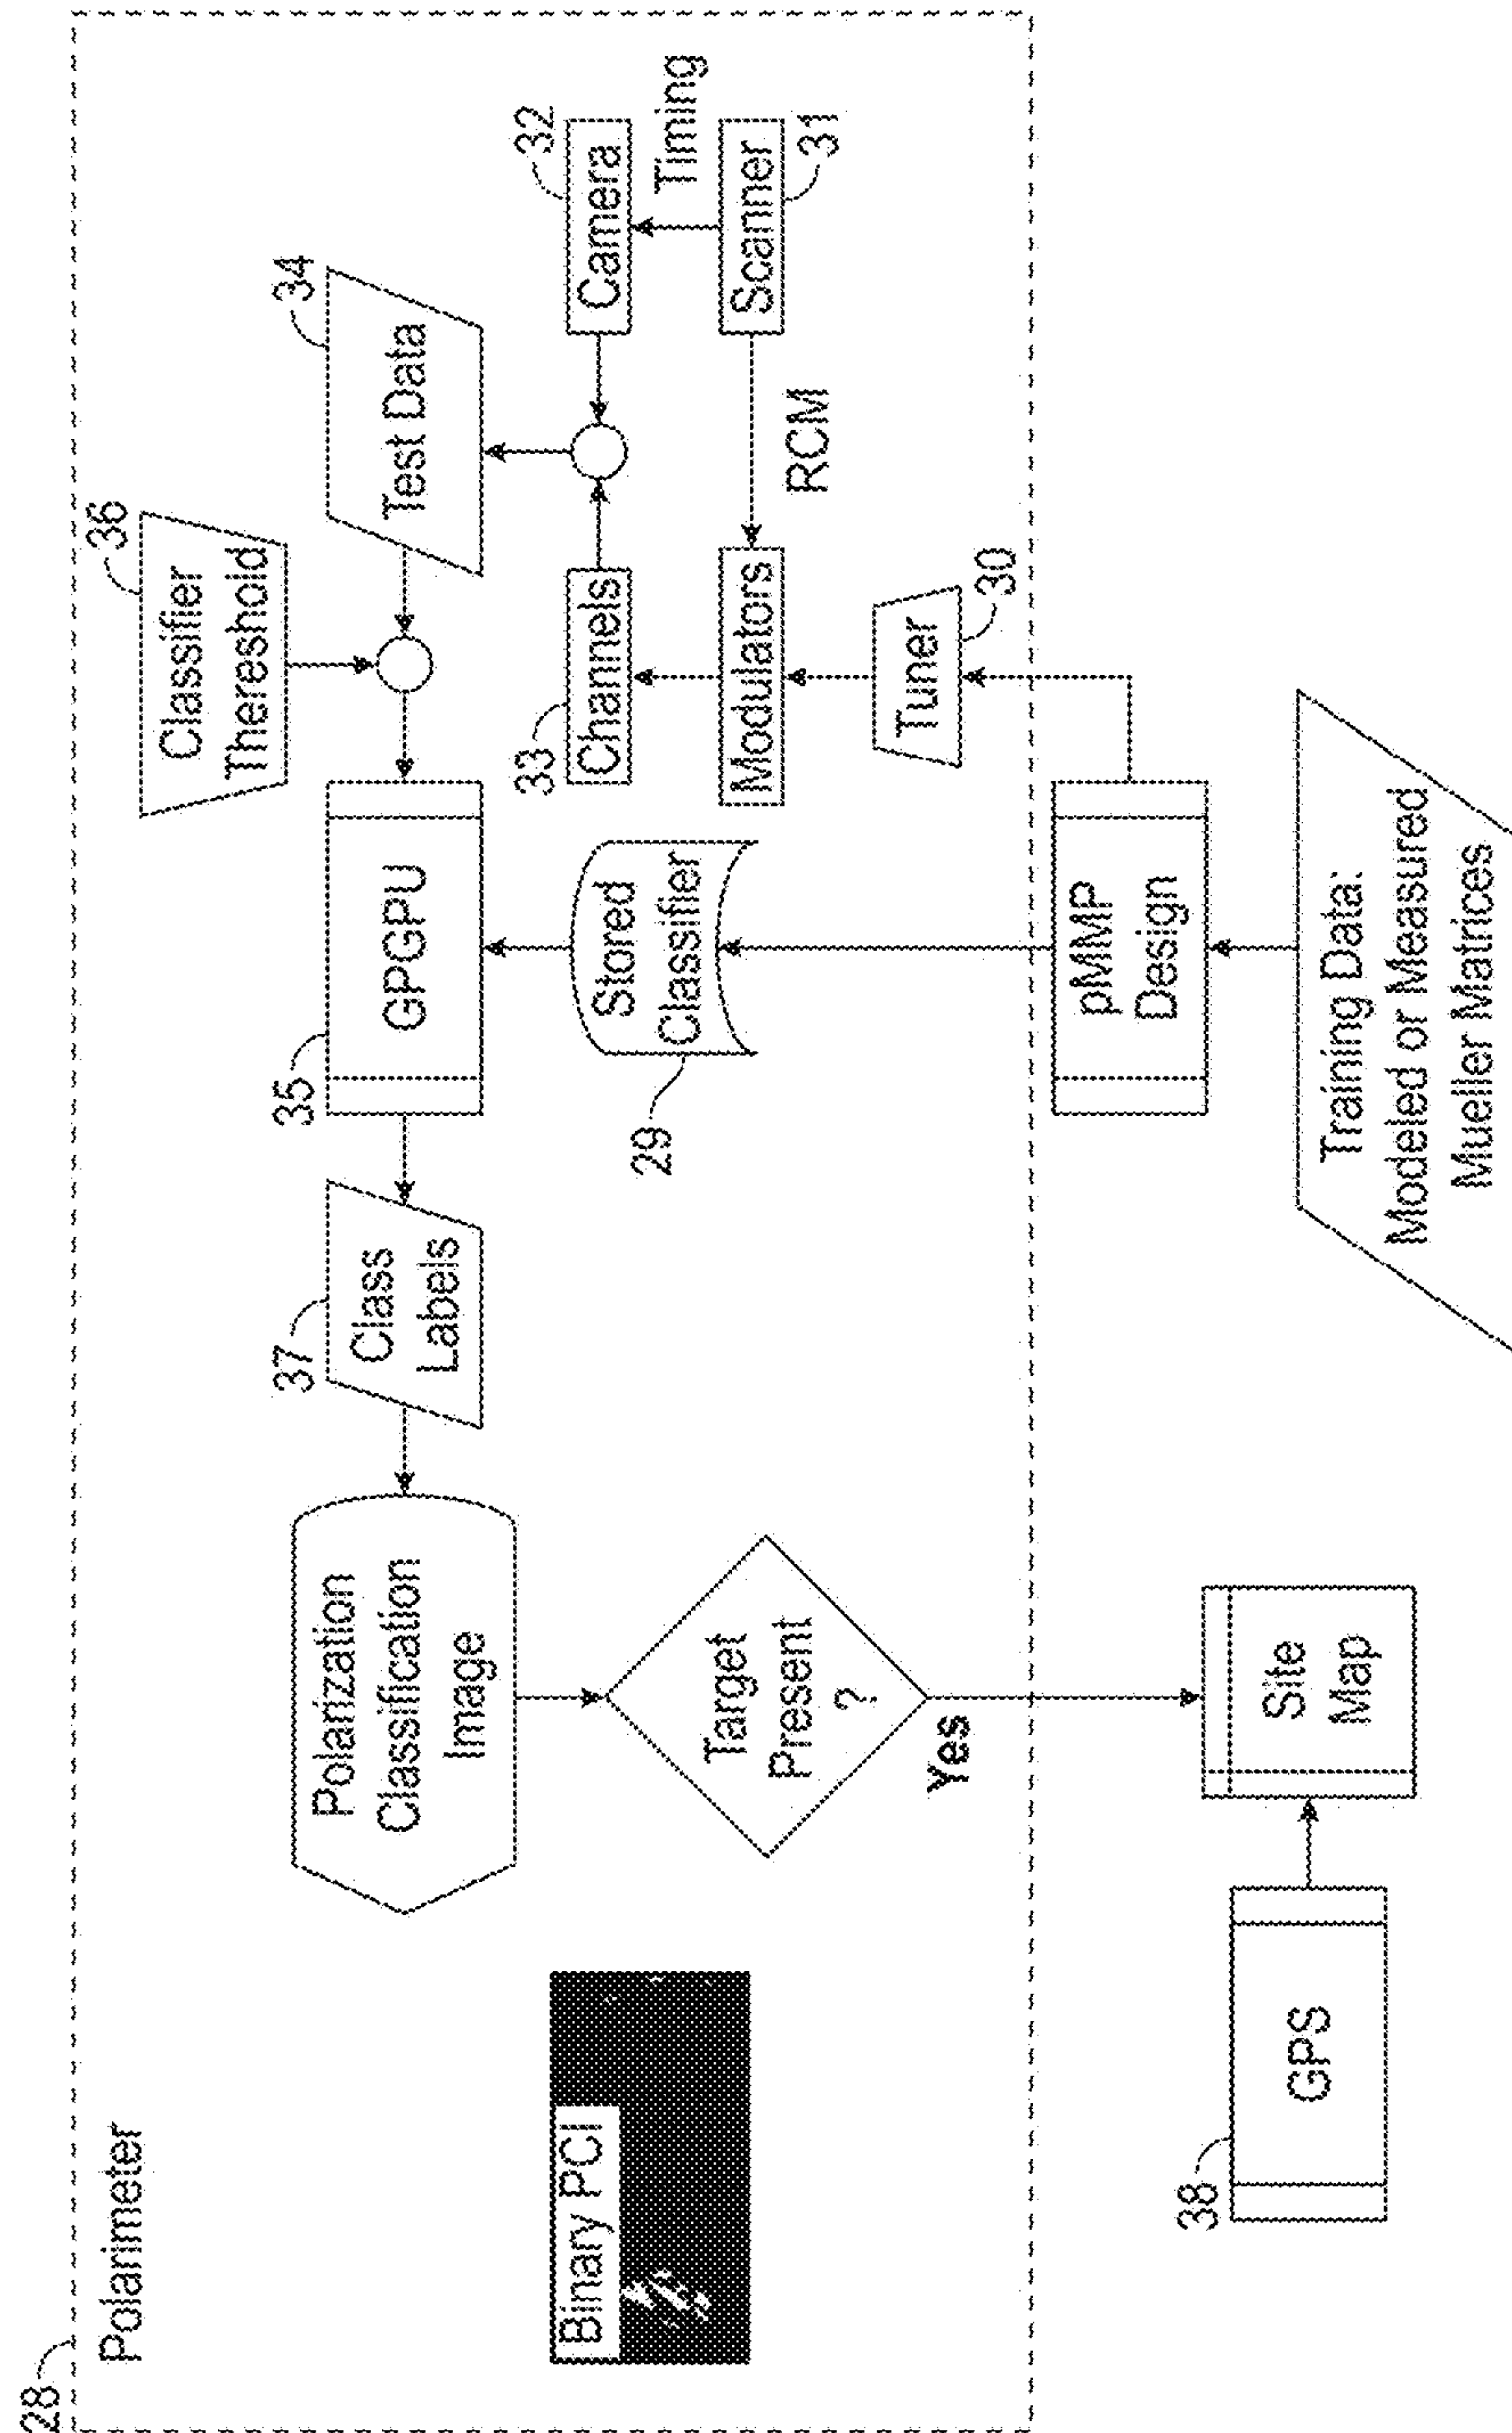 28
Polarimeter
Binary PCI
Polarization
Classification
Image
37
Class
Labels
35
GPGPU
36
Classifier
Thereshold
34
Test Data
Target
Present
?
Yes
29
Stored
Classifier
33
Channels
32
Camera
Timing
Modulators
RCM
Scanner
31
Tuner
30
38
GPS
Site
Map
pMMP
Design
Training Data:
Modeled or Measured
Mueller Matrices